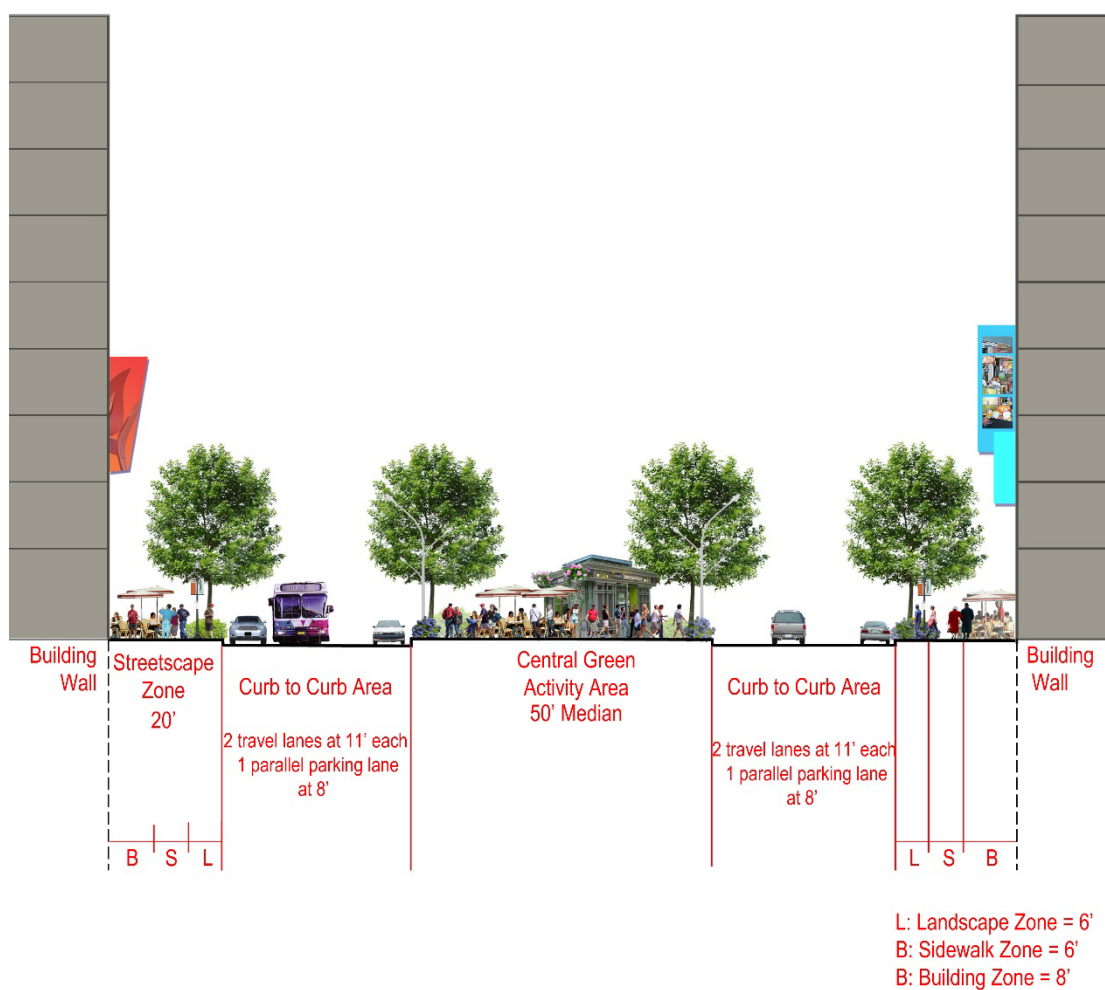 Building
Wall
Streetscape
Zone
20'
Curb to Curb Area
2 travel lanes at 11' each
1 parallel parking lane
at 8'
Central Green
Activity Area
50' Median
Curb to Curb Area
2 travel lanes at 11' each
1 parallel parking lane
at 8'
Building
Wall
B S L
L S B
L: Landscape Zone = 6'
B: Sidewalk Zone = 6'
B: Building Zone = 8'